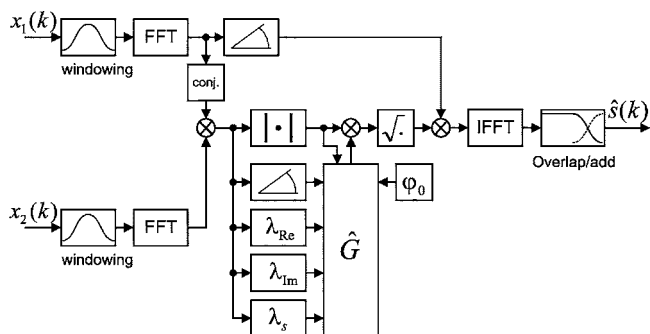 x₁(k)
windowing
FFT
conj.
|•|
√·
IFFT
ŝ(k)
Overlap/add
x₂(k)
windowing
FFT
λ_Re
λ_Im
λ_s
Ĝ
φ₀